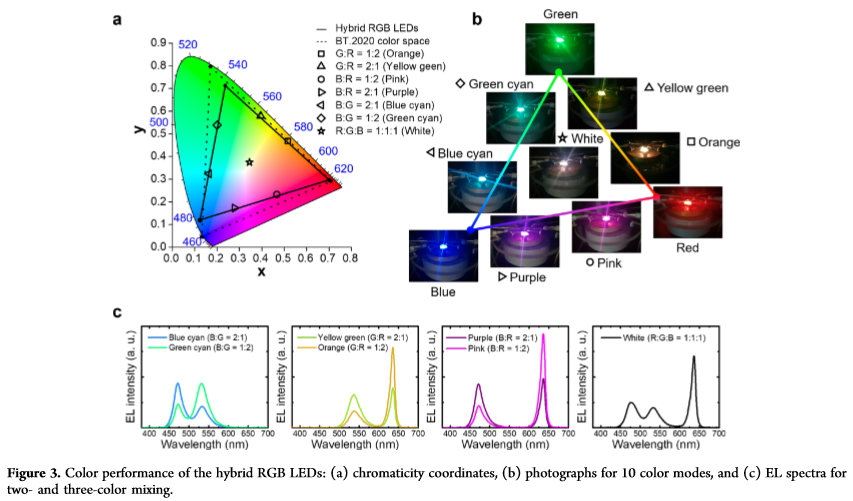 a
Hybrid RGB LEDs
BT.2020 color space
G:R = 1:2 (Orange)
G:R = 2:1 (Yellow geen)
B:R = 1:2 (Pink)
B:R = 2:1 (Purple)
B:G = 2:1 (Blue cyan)
B:G = 1:2 (Green cyan)
R:G:B = 1:1:1 (White)
0.9
0.8
0.7
0.6
0.5
0.4
0.3
0.2
0.1
0.0
y
0.0 0.1 0.2 0.3 0.4 0.5 0.6 0.7 0.8
x
520
540
560
580
600
620
500
480
460
b
Green
Green cyan
Yellow green
White
Orange
Blue cyan
Red
Pink
Purple
Blue
c
EL intensity (a. u.)
Blue cyan (B:G = 2:1)
Green cyan (B:G = 1:2)
400 450 500 550 600 650 700
Wavelength (nm)
EL intensity (a. u.)
Yellow green (G:R = 2:1)
Orange (G:R = 1:2)
400 450 500 550 600 650 700
Wavelength (nm)
EL intensity (a. u.)
Purple (B:R = 2:1)
Pink (B:R = 1:2)
400 450 500 550 600 650 700
Wavelength (nm)
EL intensity (a. u.)
White (R:G:B = 1:1:1)
400 450 500 550 600 650 700
Wavelength (nm)
Figure 3. Color performance of the hybrid RGB LEDs: (a) chromaticity coordinates, (b) photographs for 10 color modes, and (c) EL spectra for
two- and three-color mixing.